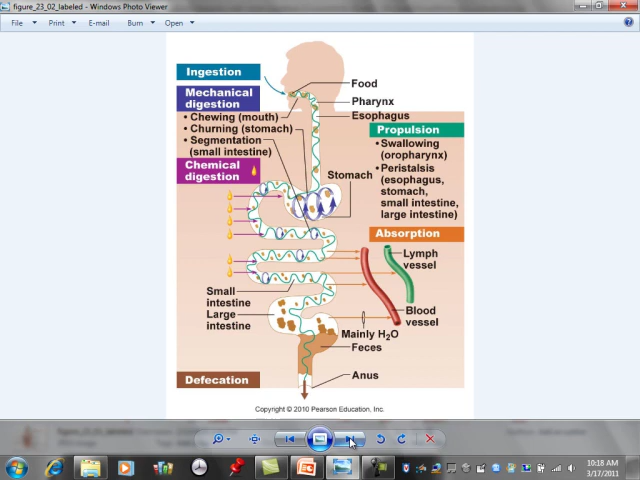 figure_23_02_labeled - Windows Photo Viewer
File Print E-mail Burn Open
Ingestion
Food
Mechanical
digestion
Pharynx
• Chewing (mouth)
Esophagus
• Churning (stomach)
• Segmentation
(small intestine)
Propulsion
• Swallowing
(oropharynx)
• Peristalsis
(esophagus,
stomach,
small intestine,
large intestine)
Chemical
digestion
Stomach
Absorption
Lymph
vessel
Small
intestine
Large
intestine
Blood
vessel
Mainly H2O
Feces
Anus
Defecation
Copyright © 2010 Pearson Education, Inc.
10:18 AM
3/17/2011